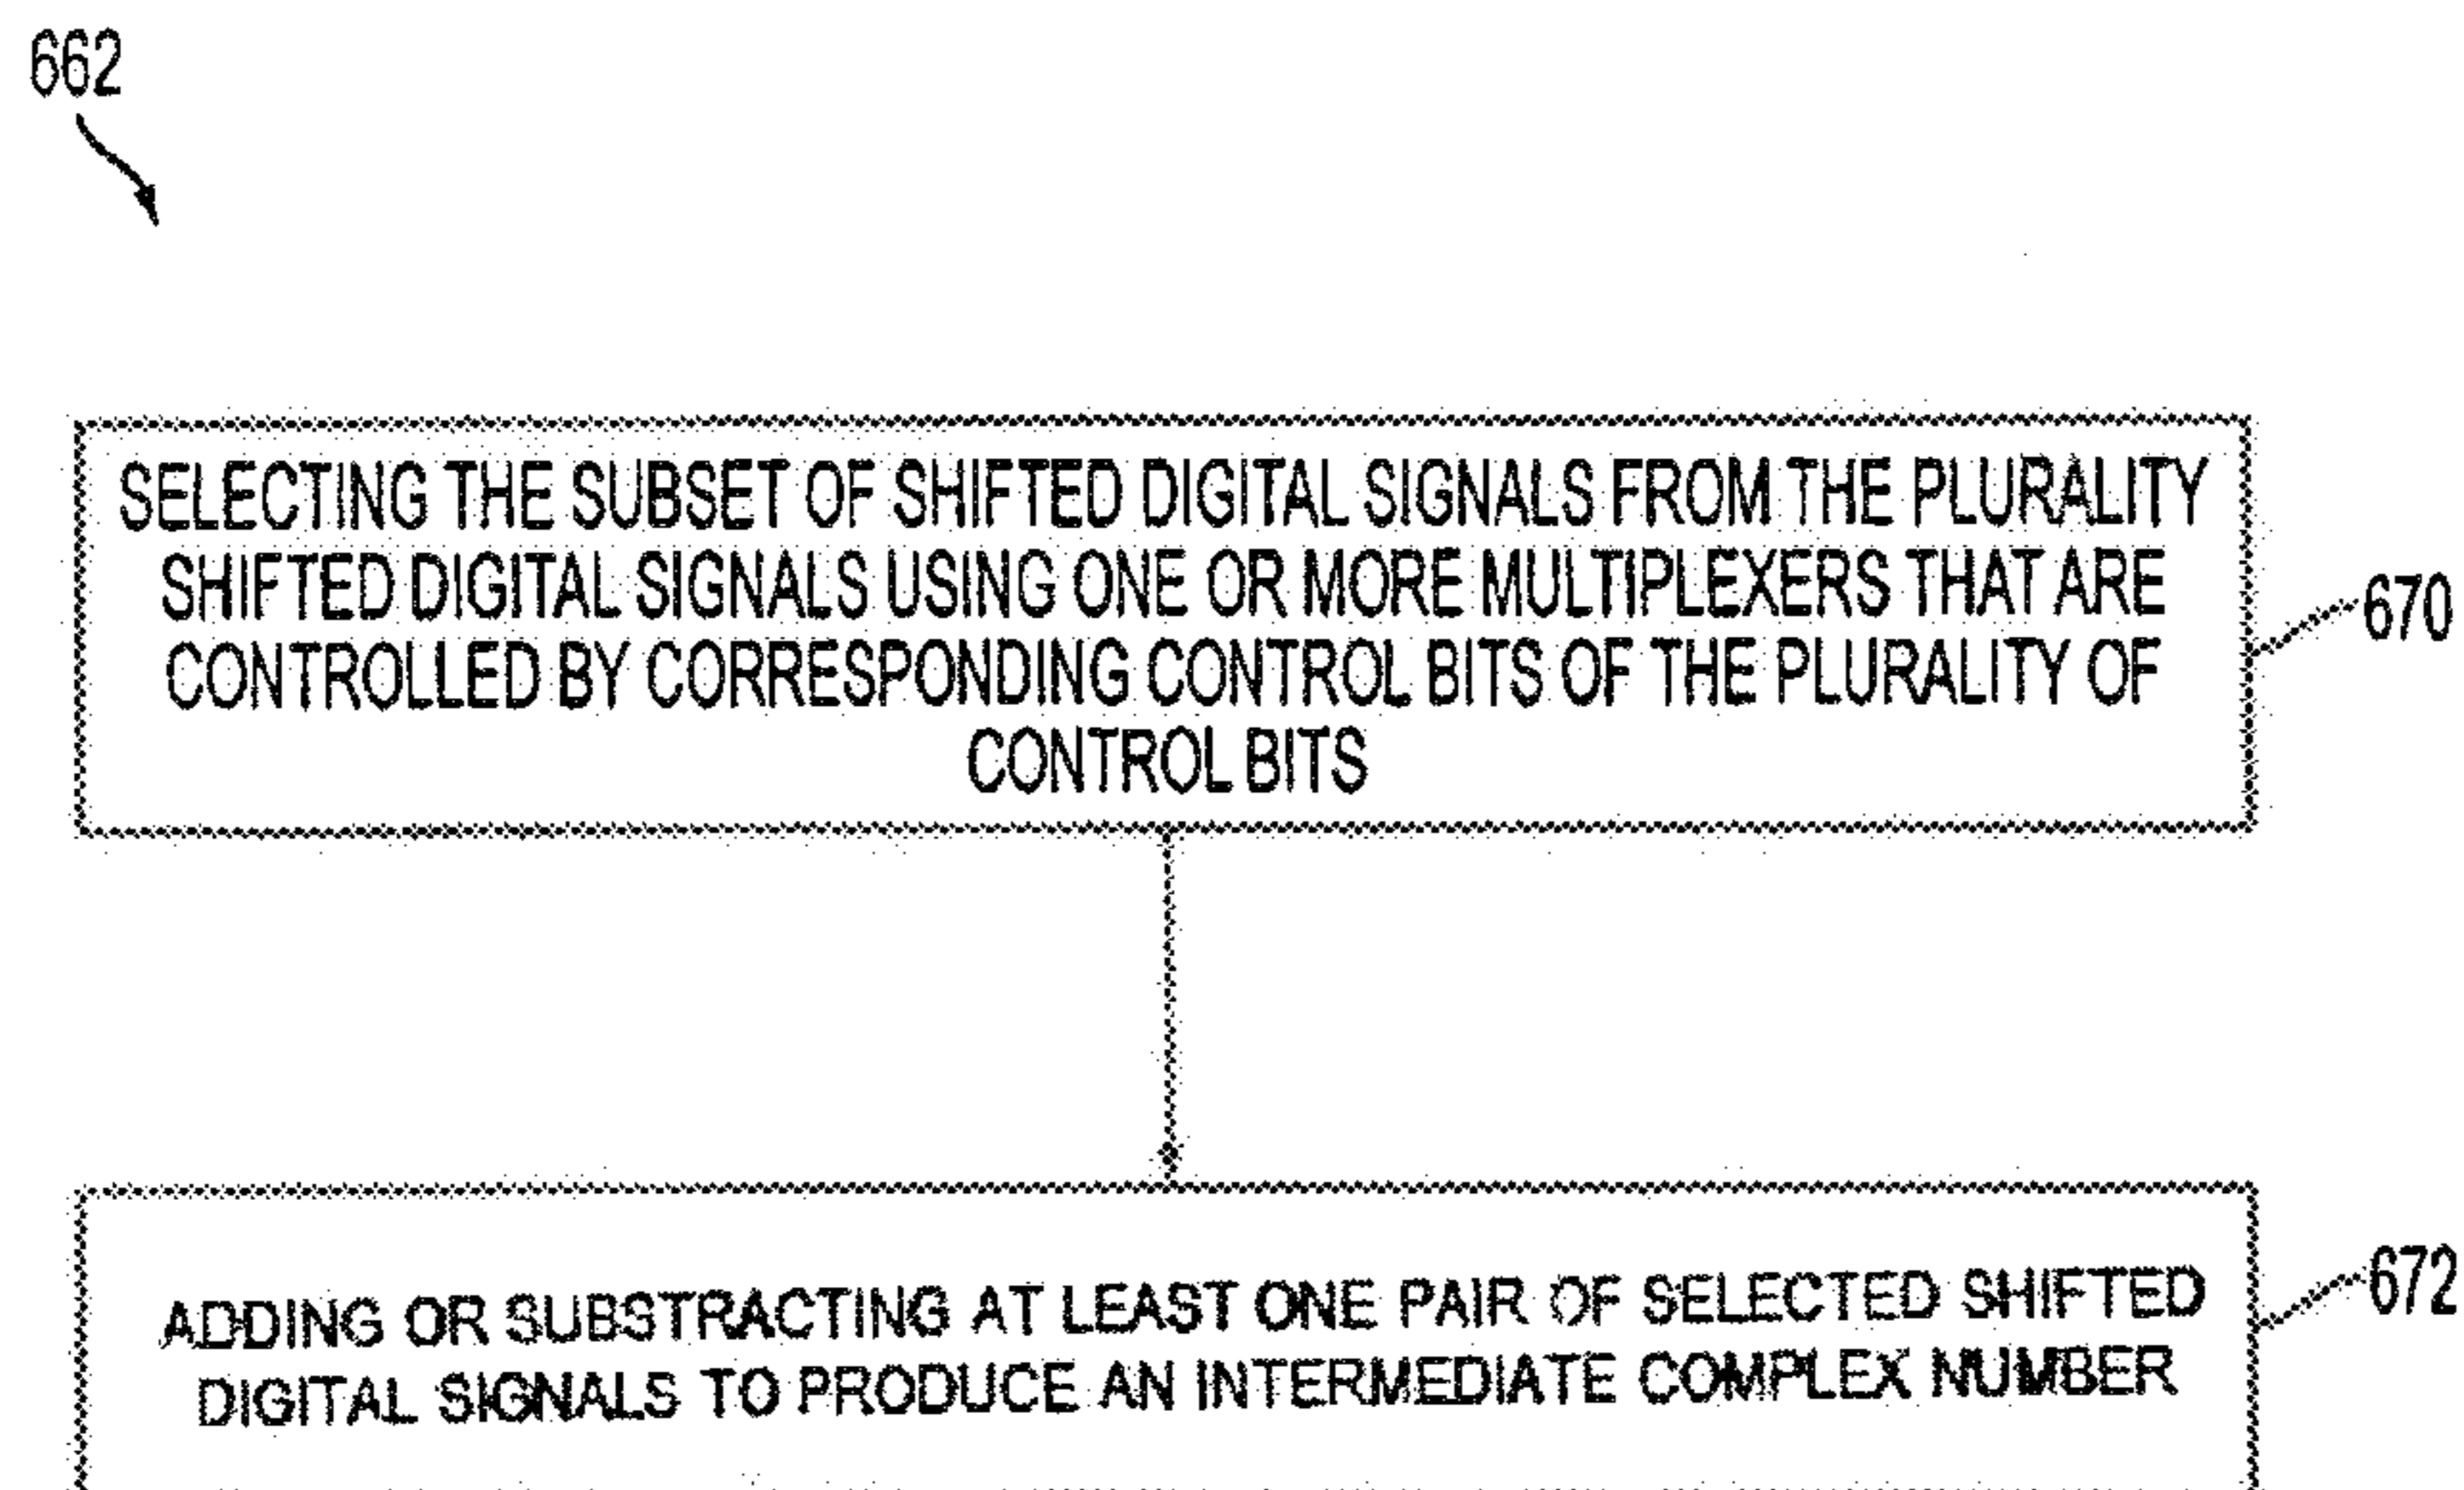 662
SELECTING THE SUBSET OF SHIFTED DIGITAL SIGNALS FROM THE PLURALITY
SHIFTED DIGITAL SIGNALS USING ONE OR MORE MULTIPLEXERS THAT ARE
CONTROLLED BY CORRESPONDING CONTROL BITS OF THE PLURALITY OF
CONTROL BITS
670
ADDING OR SUBSTRACTING AT LEAST ONE PAIR OF SELECTED SHIFTED
DIGITAL SIGNALS TO PRODUCE AN INTERMEDIATE COMPLEX NUMBER
672